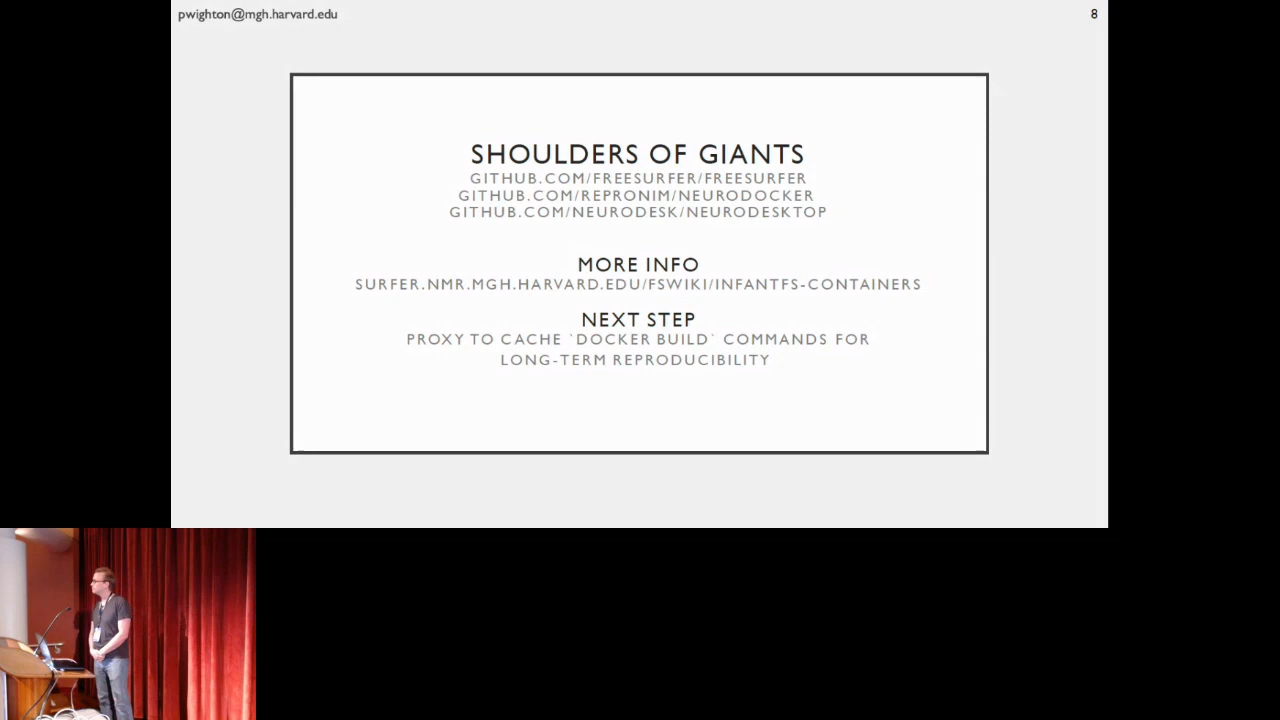 pwighton@mgh.harvard.edu
8
SHOULDERS OF GIANTS
GITHUB.COM/FREESURFER/FREESURFER
GITHUB.COM/REPRONIM/NEURODOCKER
GITHUB.COM/NEURODESK/NEURODESKTOP
MORE INFO
SURFER.NMR.MGH.HARVARD.EDU/FSWIKI/INFANTFS-CONTAINERS
NEXT STEP
PROXY TO CACHE `DOCKER BUILD` COMMANDS FOR
LONG-TERM REPRODUCIBILITY